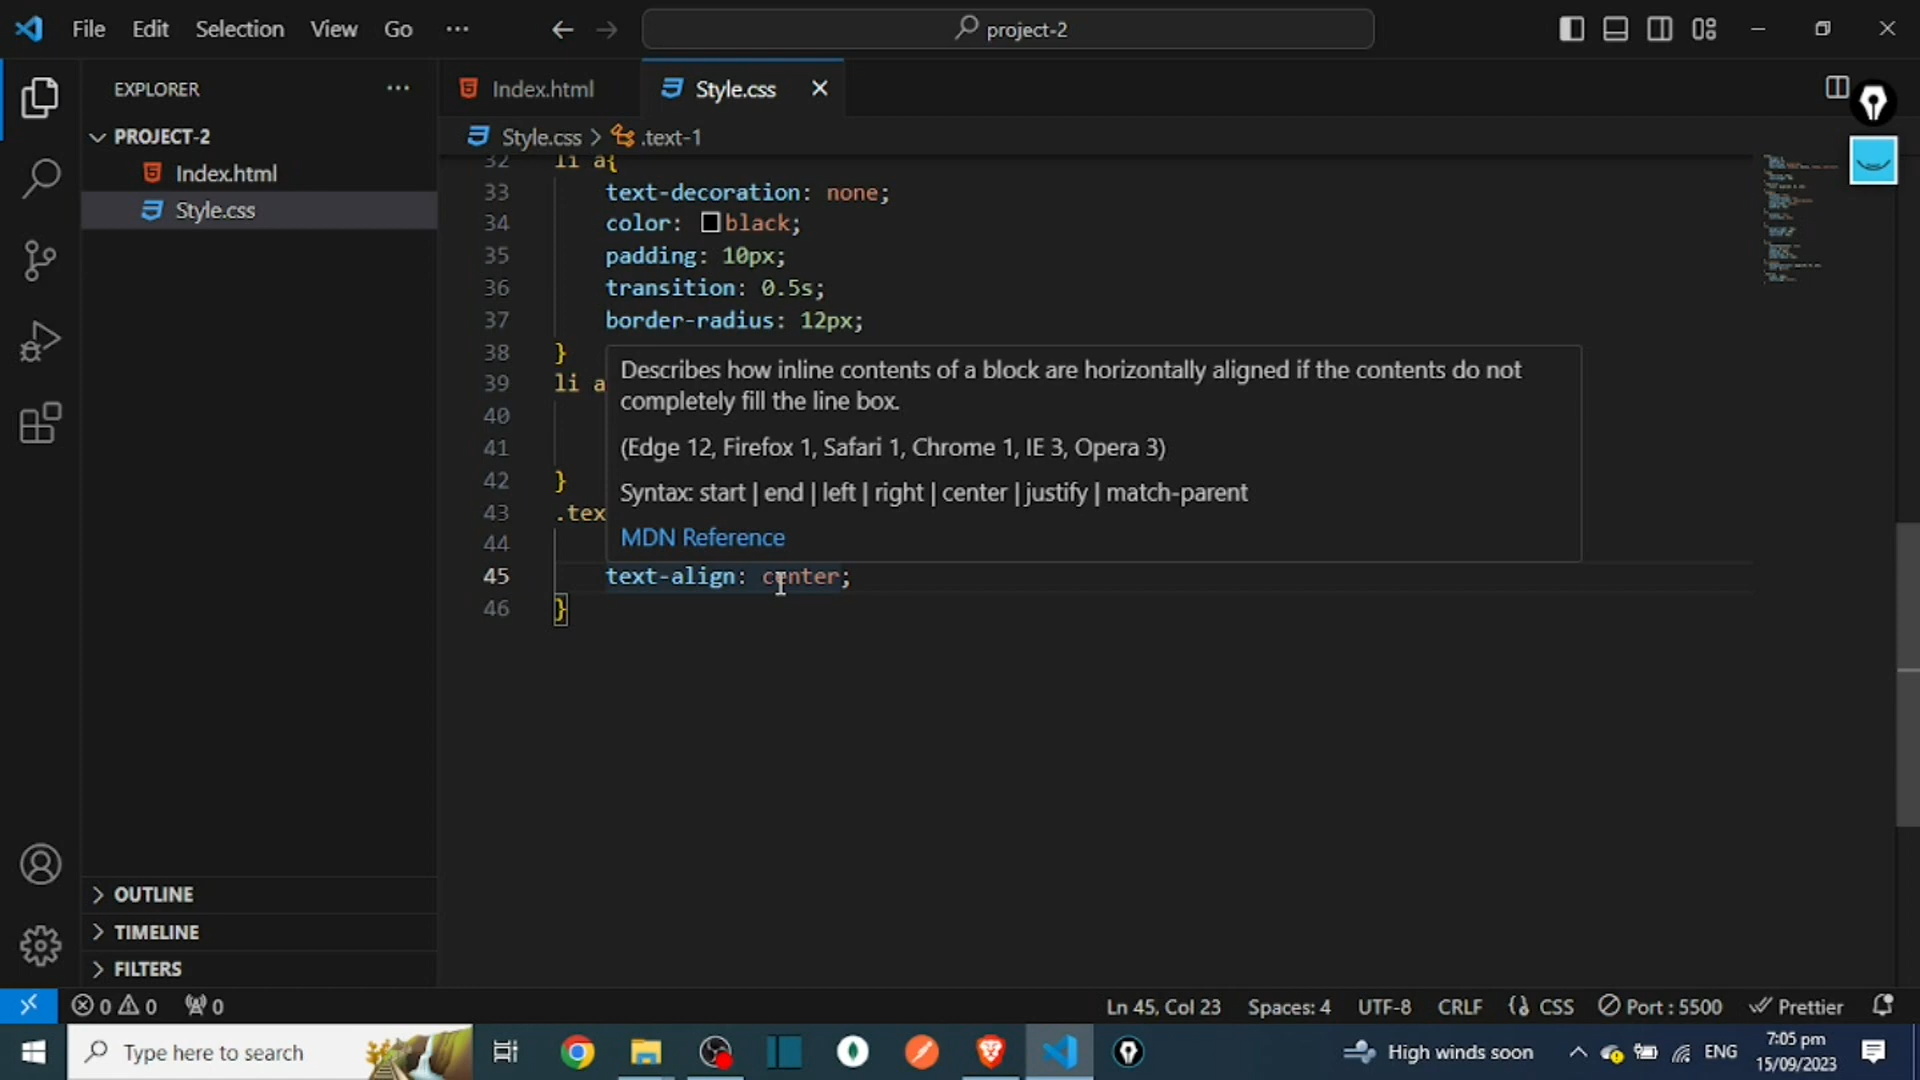 File Edit Selection View Go ···
project-2
EXPLORER ···
PROJECT-2
Index.html
Style.css
Index.html
Style.css
Style.css > .text-1
32 li a{
33 text-decoration: none;
34 color: black;
35 padding: 10px;
36 transition: 0.5s;
37 border-radius: 12px;
38 }
39 li a
40
41
42 }
43 .tex
44
45 text-align: center;
46 }
Describes how inline contents of a block are horizontally aligned if the contents do not
completely fill the line box.
(Edge 12, Firefox 1, Safari 1, Chrome 1, IE 3, Opera 3)
Syntax: start | end | left | right | center | justify | match-parent
MDN Reference
OUTLINE
TIMELINE
FILTERS
0 0 0
Ln 45, Col 23 Spaces: 4 UTF-8 CRLF CSS Port : 5500 Prettier
Type here to search
High winds soon
ENG
7:05 pm
15/09/2023